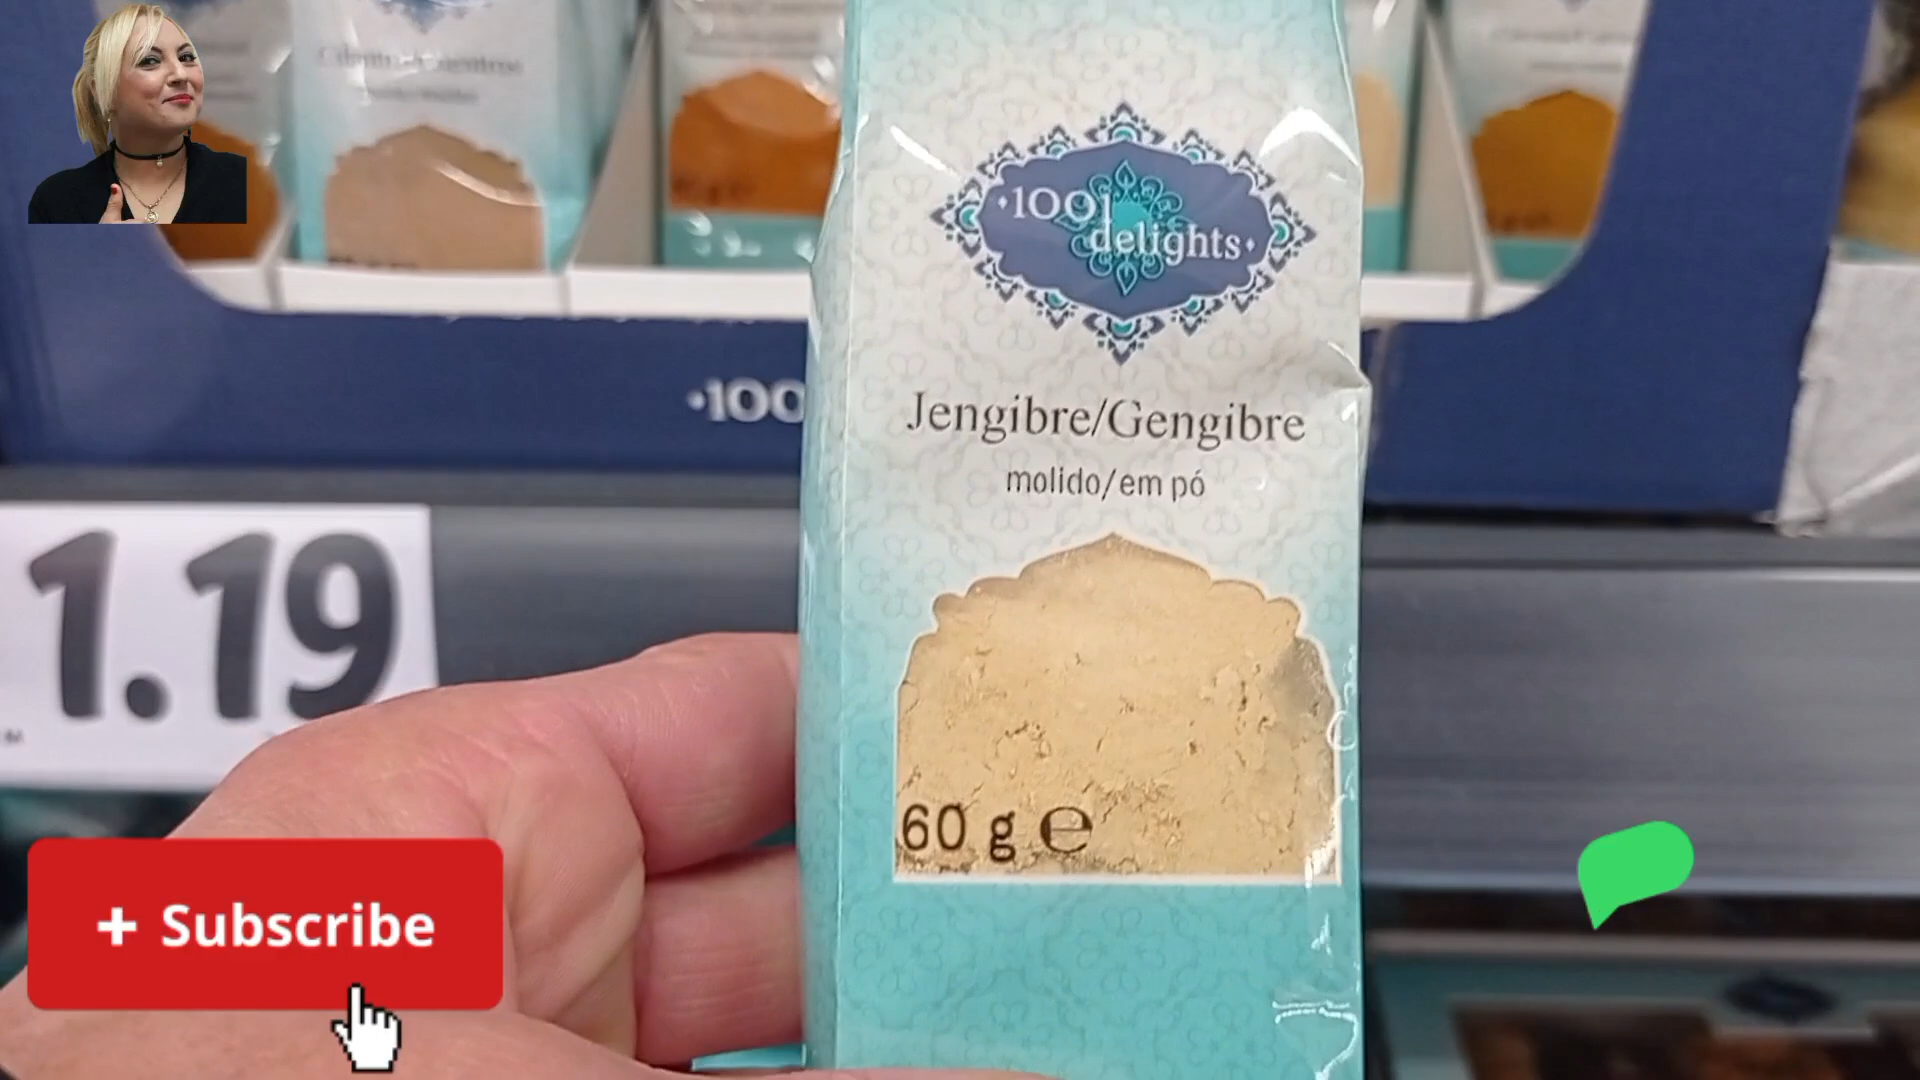 ·1001
delights·
Jengibre/Gengibre
molido/em pó
60 g ℮
·100
1.19
+ Subscribe